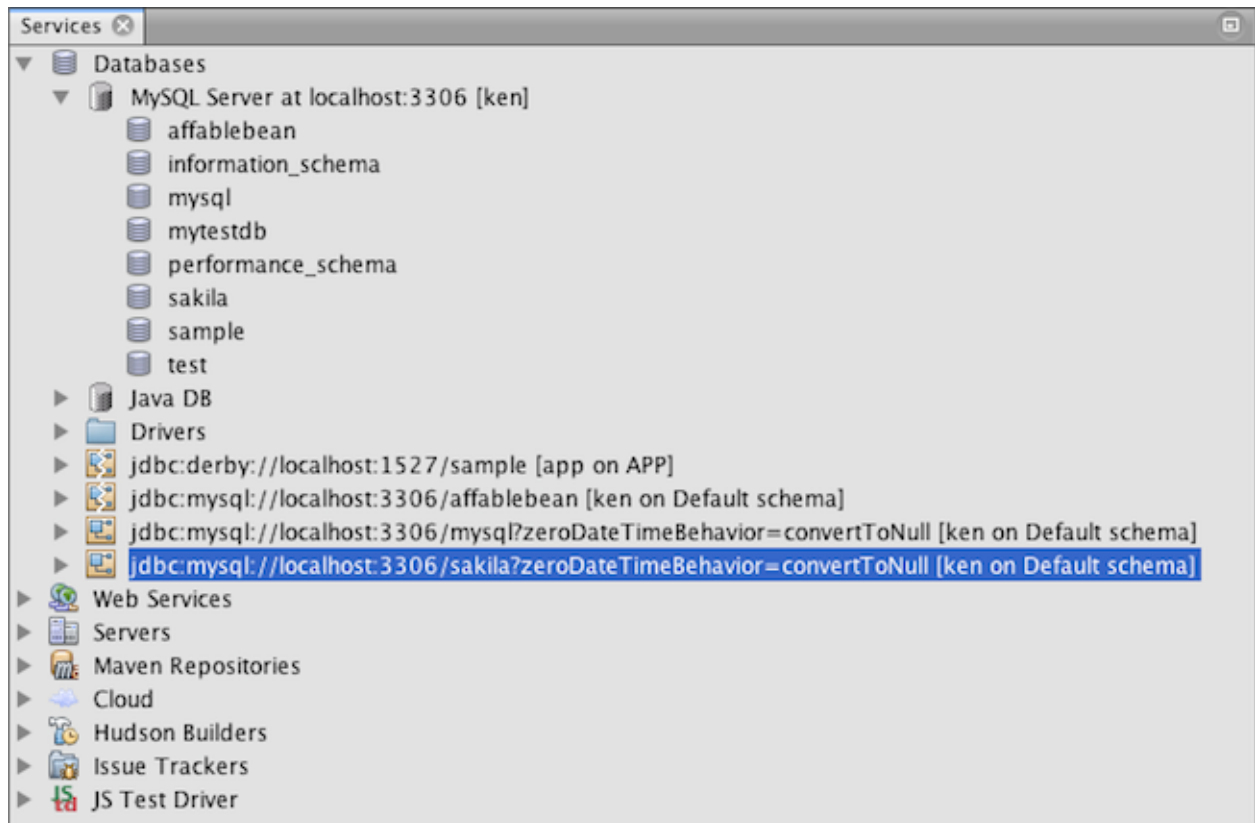 Services
Databases
MySQL Server at localhost:3306 [ken]
affablebean
information_schema
mysql
mytestdb
performance_schema
sakila
sample
test
Java DB
Drivers
jdbc:derby://localhost:1527/sample [app on APP]
jdbc:mysql://localhost:3306/affablebean [ken on Default schema]
jdbc:mysql://localhost:3306/mysql?zeroDateTimeBehavior=convertToNull [ken on Default schema]
jdbc:mysql://localhost:3306/sakila?zeroDateTimeBehavior=convertToNull [ken on Default schema]
Web Services
Servers
Maven Repositories
Cloud
Hudson Builders
Issue Trackers
JS Test Driver